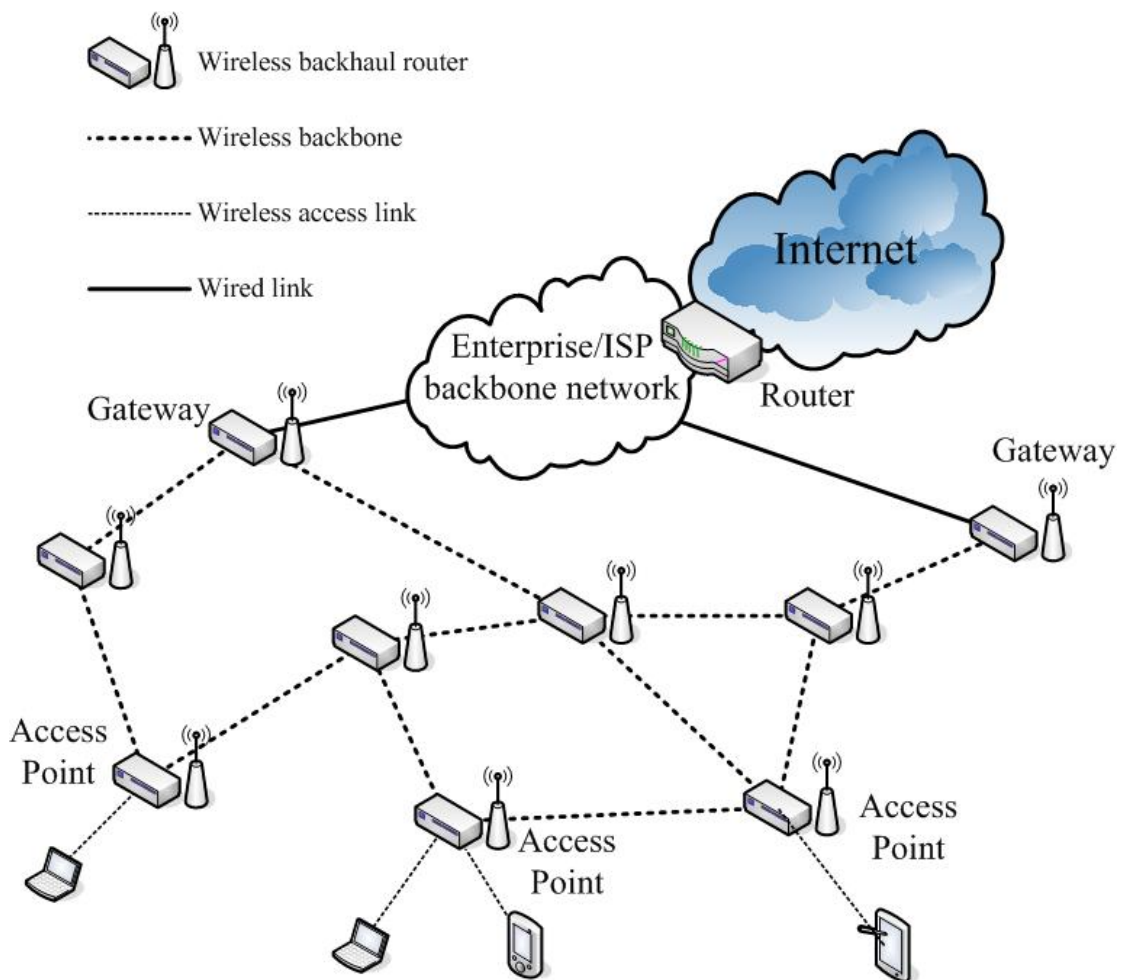 Wireless backhaul router
Wireless backbone
Wireless access link
Wired link
Internet
Enterprise/ISP
backbone network
Router
Gateway
Gateway
Access
Point
Access
Point
Access
Point